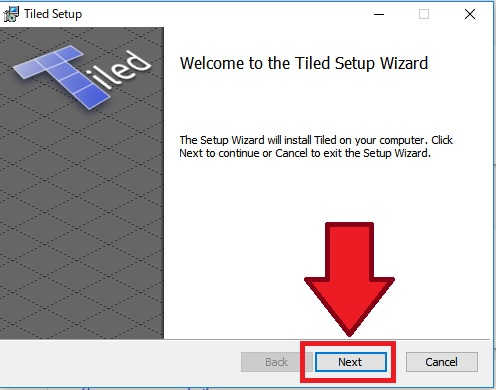 Tiled Setup
Tiled
Welcome to the Tiled Setup Wizard
The Setup Wizard will install Tiled on your computer. Click
Next to continue or Cancel to exit the Setup Wizard.
Back Next Cancel